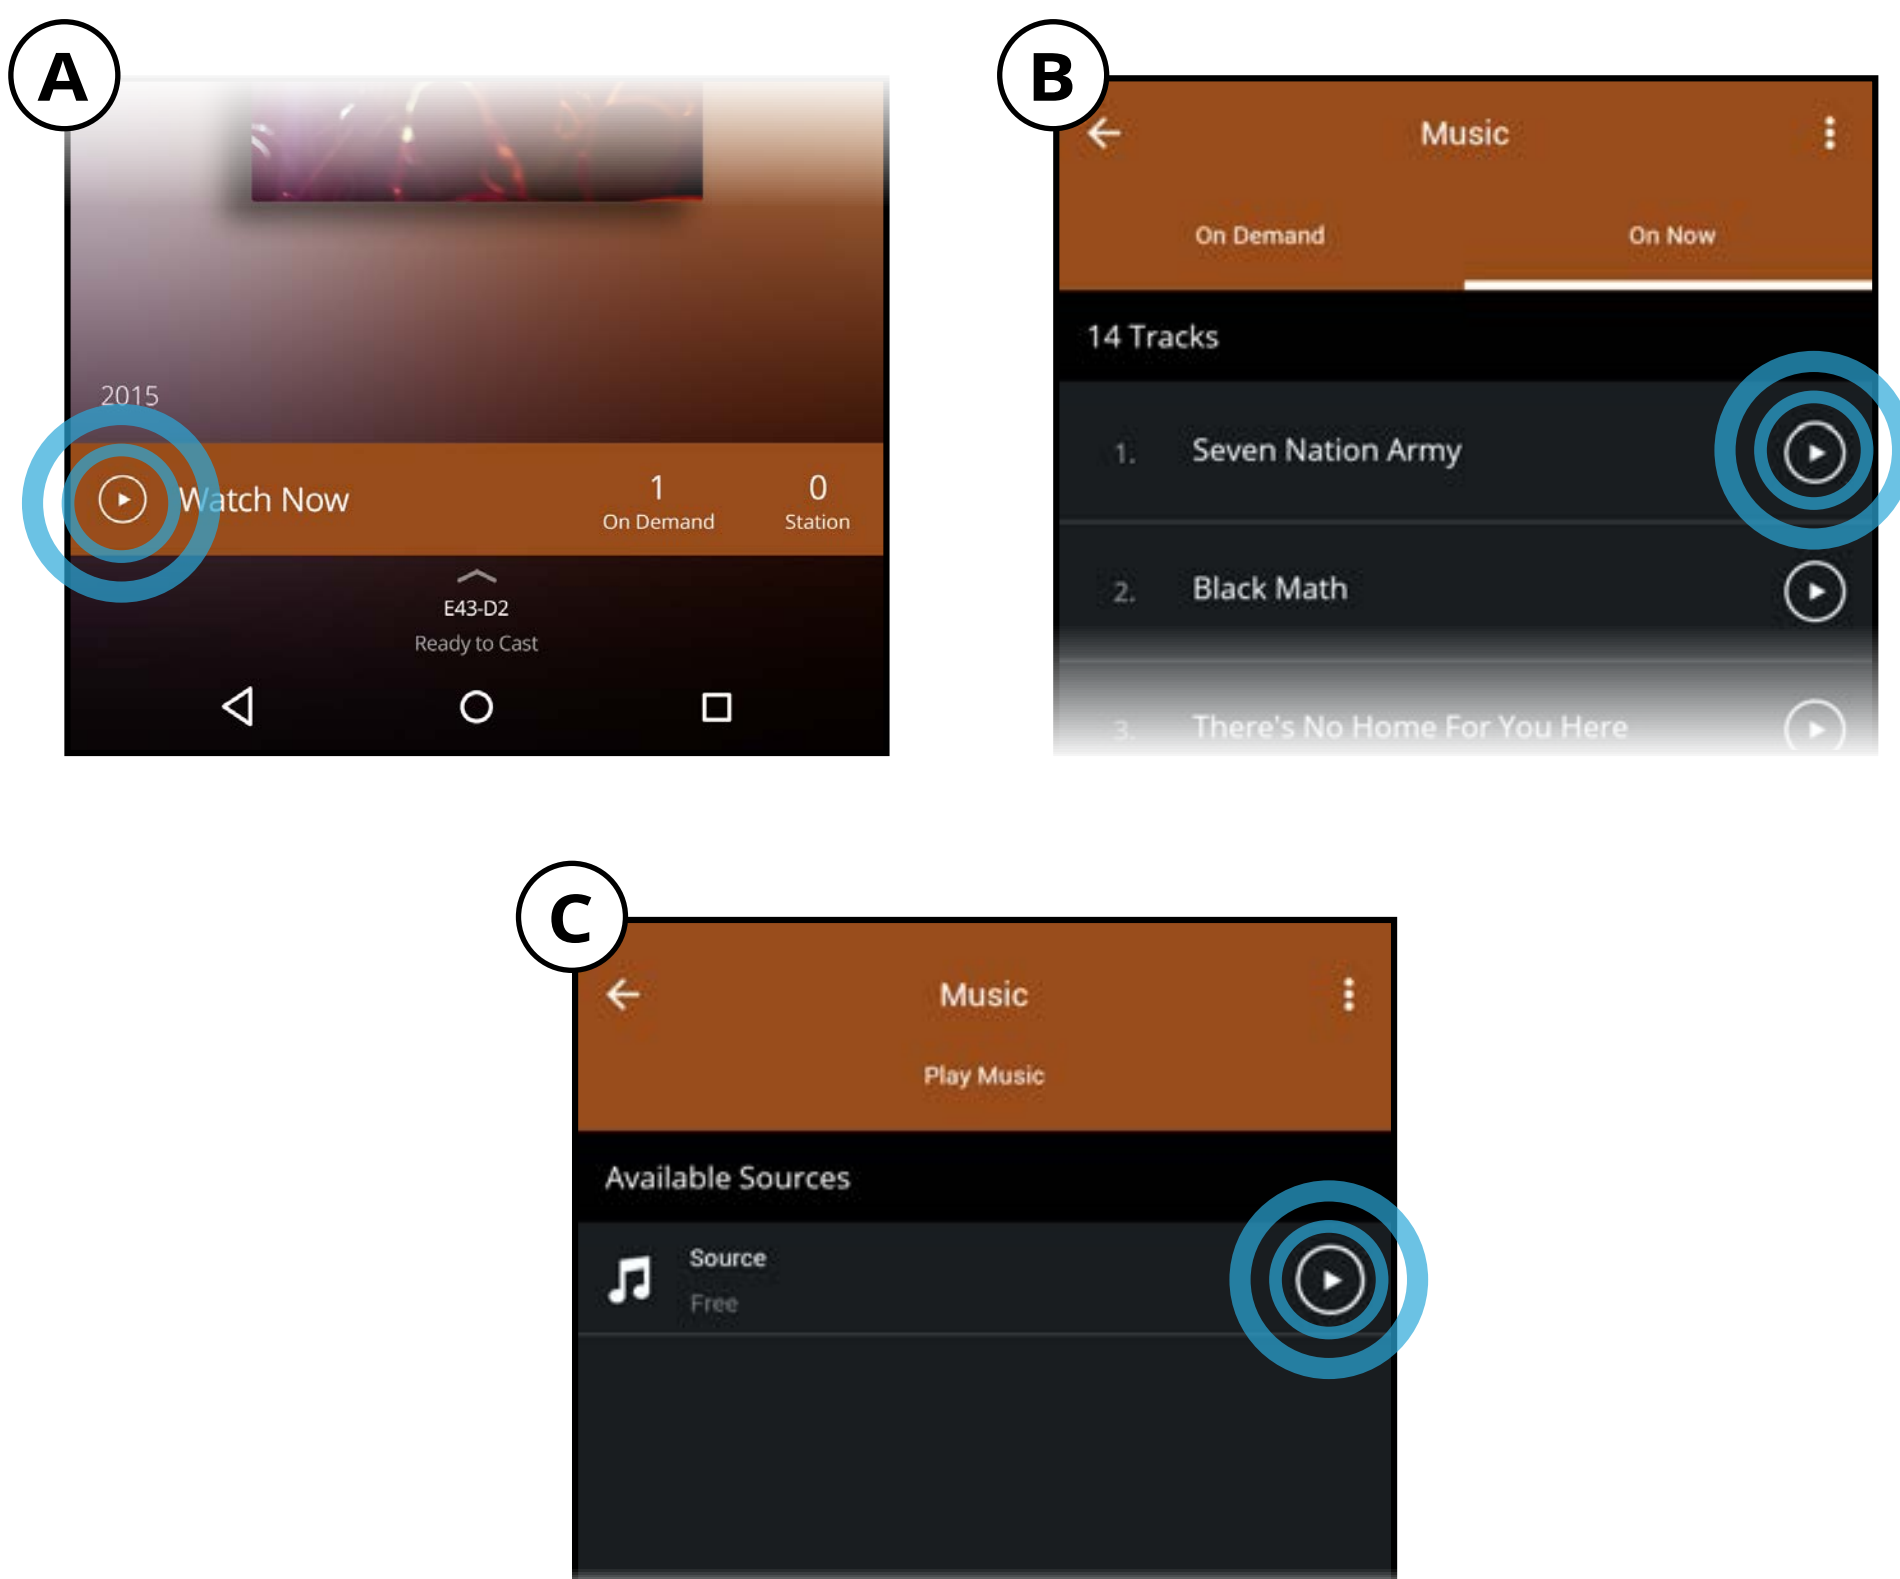 A
2015
Watch Now
1
On Demand
0
Station
E43-D2
Ready to Cast
B
Music
On Demand
On Now
14 Tracks
1. Seven Nation Army
2. Black Math
3. There's No Home For You Here
C
Music
Play Music
Available Sources
Source
Free